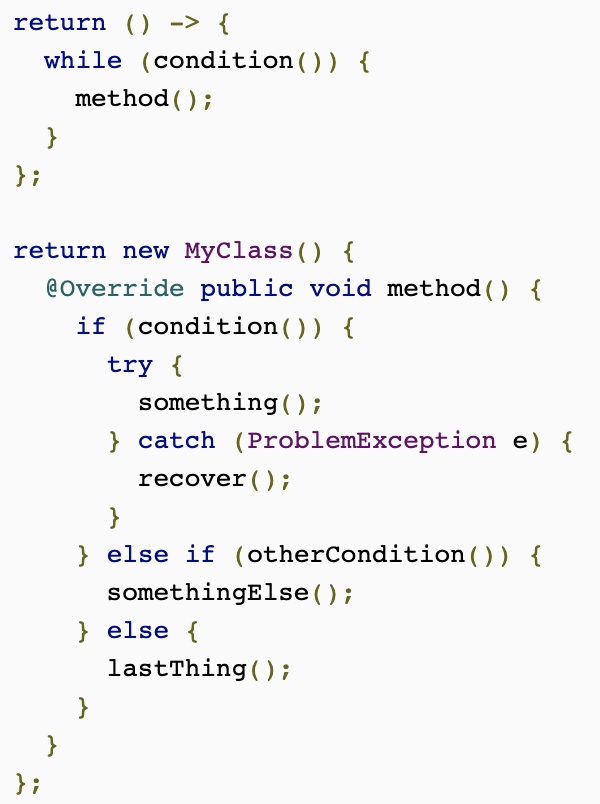 return () -> {
  while (condition()) {
    method();
  }
};

return new MyClass() {
  @Override public void method() {
    if (condition()) {
      try {
        something();
      } catch (ProblemException e) {
        recover();
      }
    } else if (otherCondition()) {
      somethingElse();
    } else {
      lastThing();
    }
  }
};